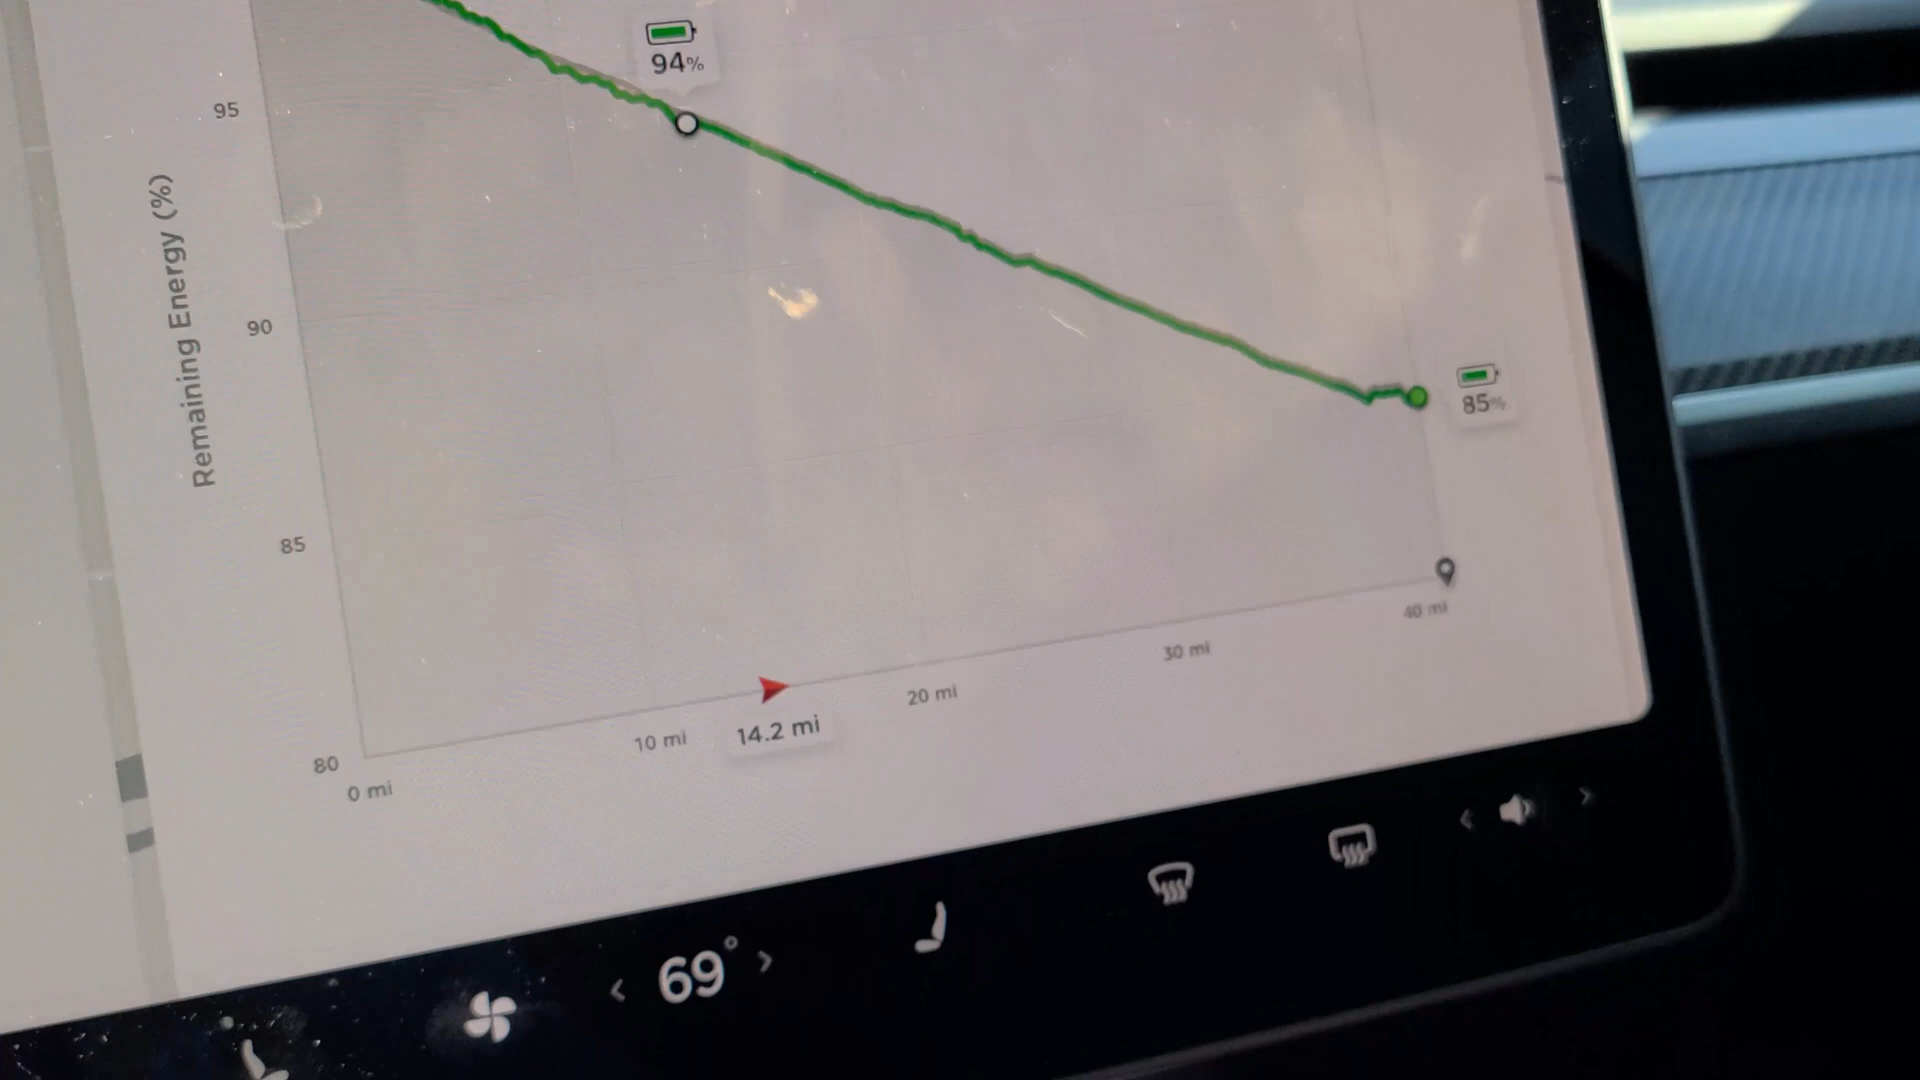 94%
95
Remaining Energy (%)
90
85%
85
40 mi
30 mi
20 mi
14.2 mi
10 mi
80
0 mi
< 69° >
< >